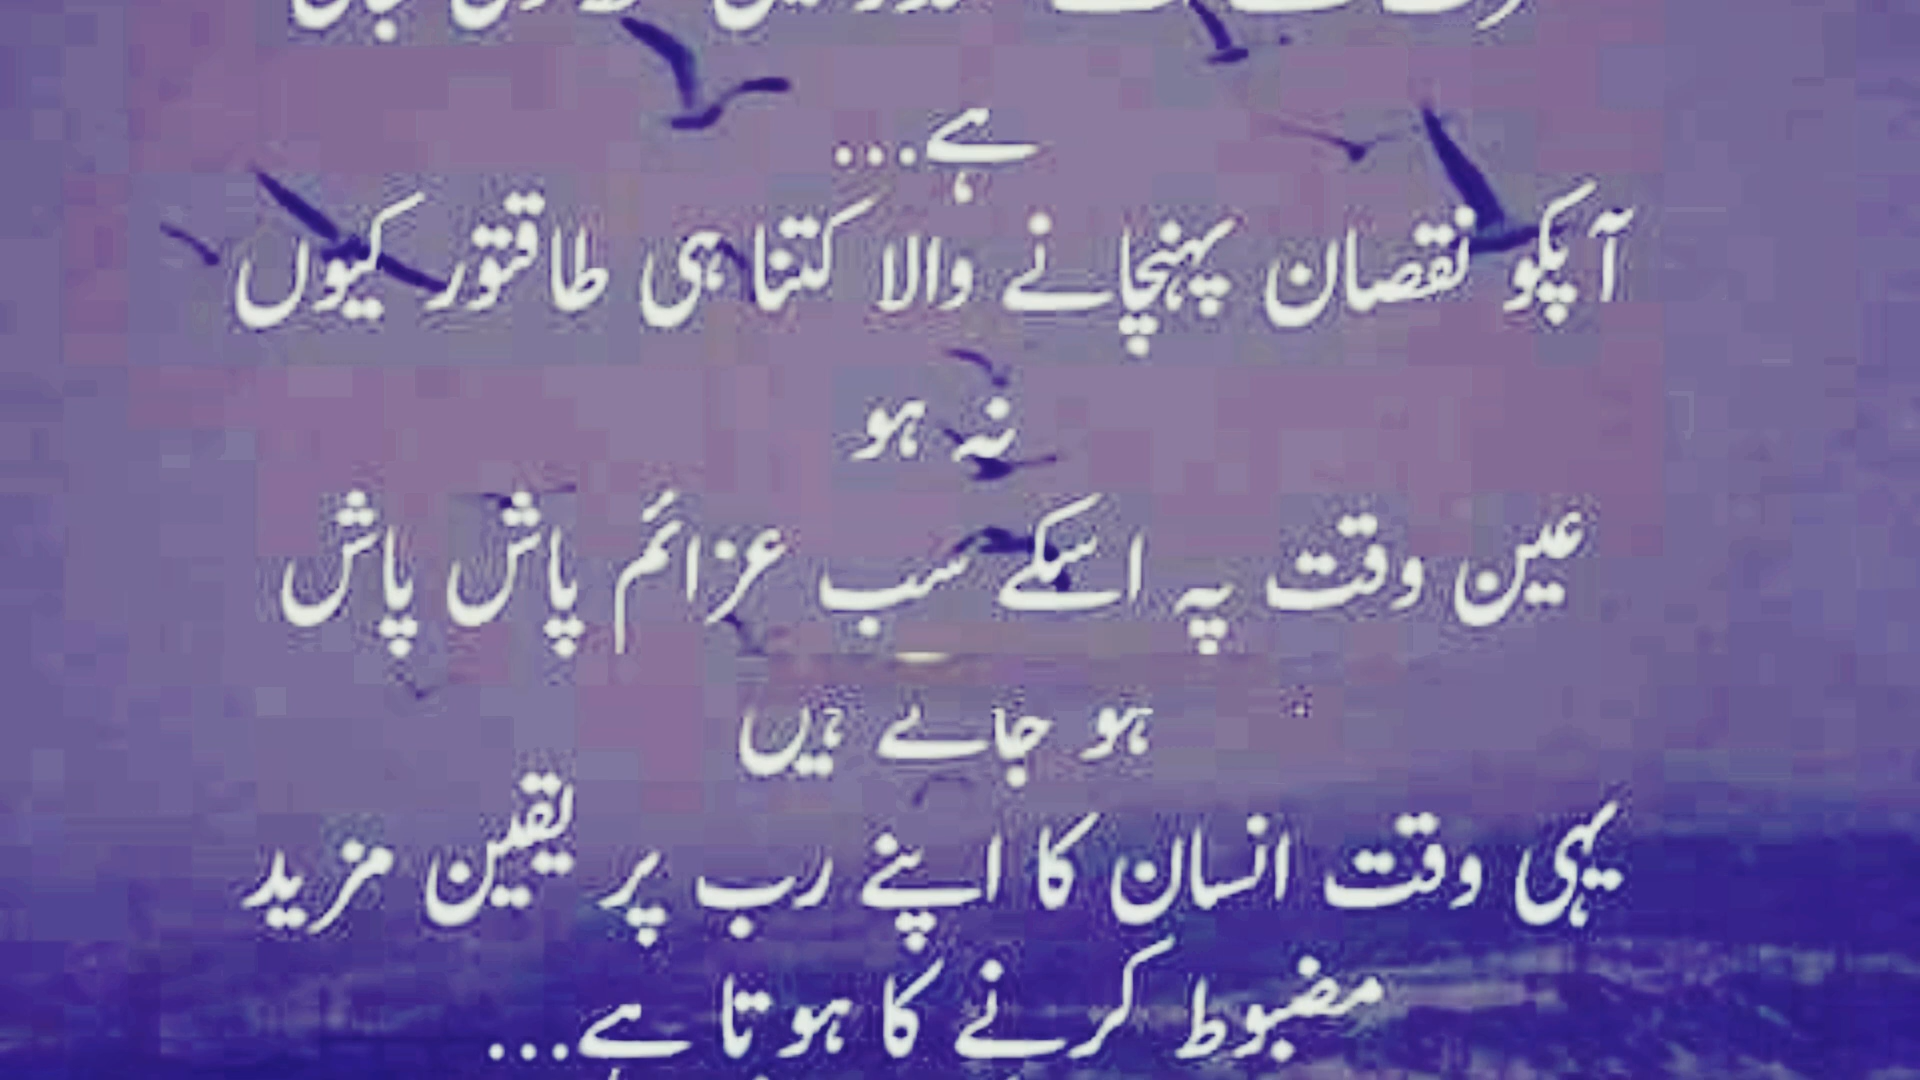 ہے...
آپکو نقصان پہنچانے والا کتنا ہی طاقتور کیوں
نہ ہو
عین وقت پہ اسکے سب عزائم پاش پاش
ہو جاے ہیں
یہی وقت انسان کا اپنے رب پر یقین مزید
مضبوط کرنے کا ہوتا ہے...